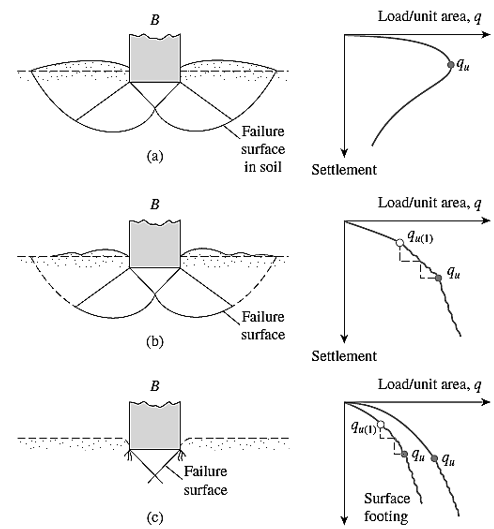 B
Load/unit area, q
qu
Failure
surface
in soil
(a)
Settlement
B
Load/unit area, q
qu(1)
qu
Failure
surface
(b)
Settlement
B
Load/unit area, q
qu(1)
qu
qu
Failure
surface
Surface
footing
(c)